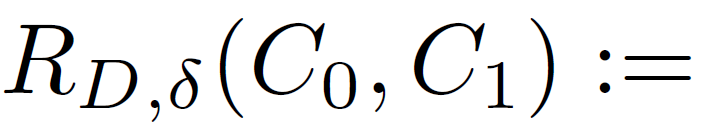 R_{D,δ}(C_0, C_1) :=